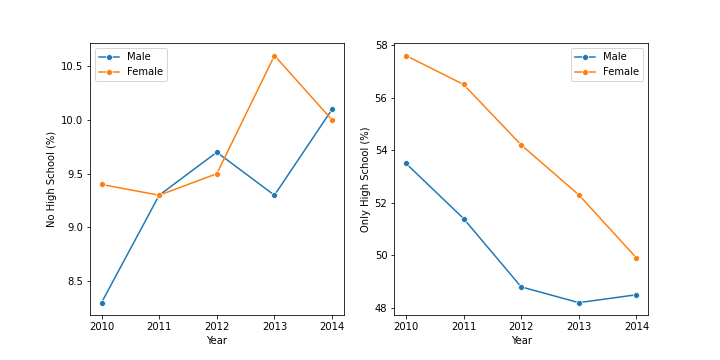 Male
Female
No High School (%)
10.5
10.0
9.5
9.0
8.5
2010 2011 2012 2013 2014
Year
Male
Female
Only High School (%)
58
56
54
52
50
48
2010 2011 2012 2013 2014
Year